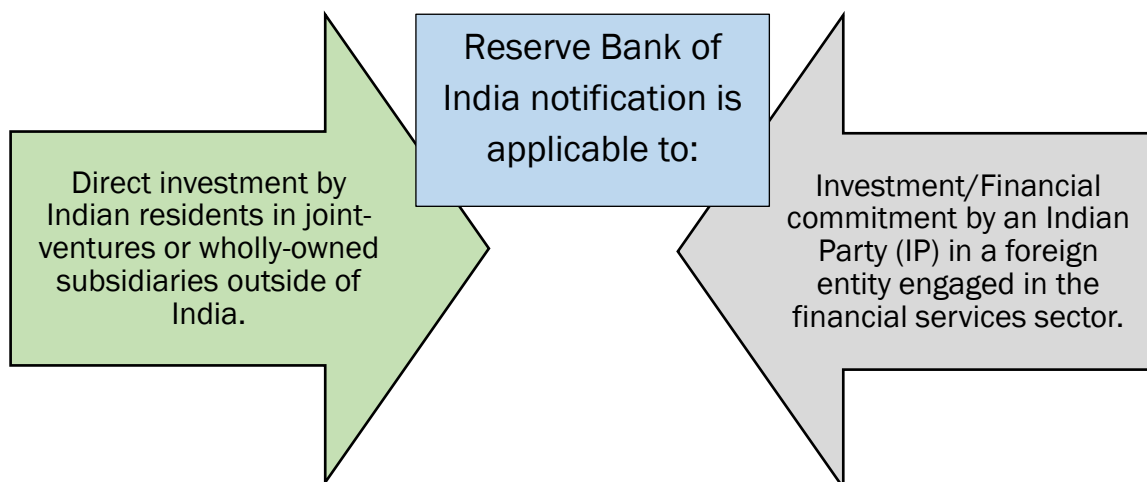 Reserve Bank of
India notification is
applicable to:
Direct investment by
Indian residents in joint-
ventures or wholly-owned
subsidiaries outside of
India.
Investment/Financial
commitment by an Indian
Party (IP) in a foreign
entity engaged in the
financial services sector.